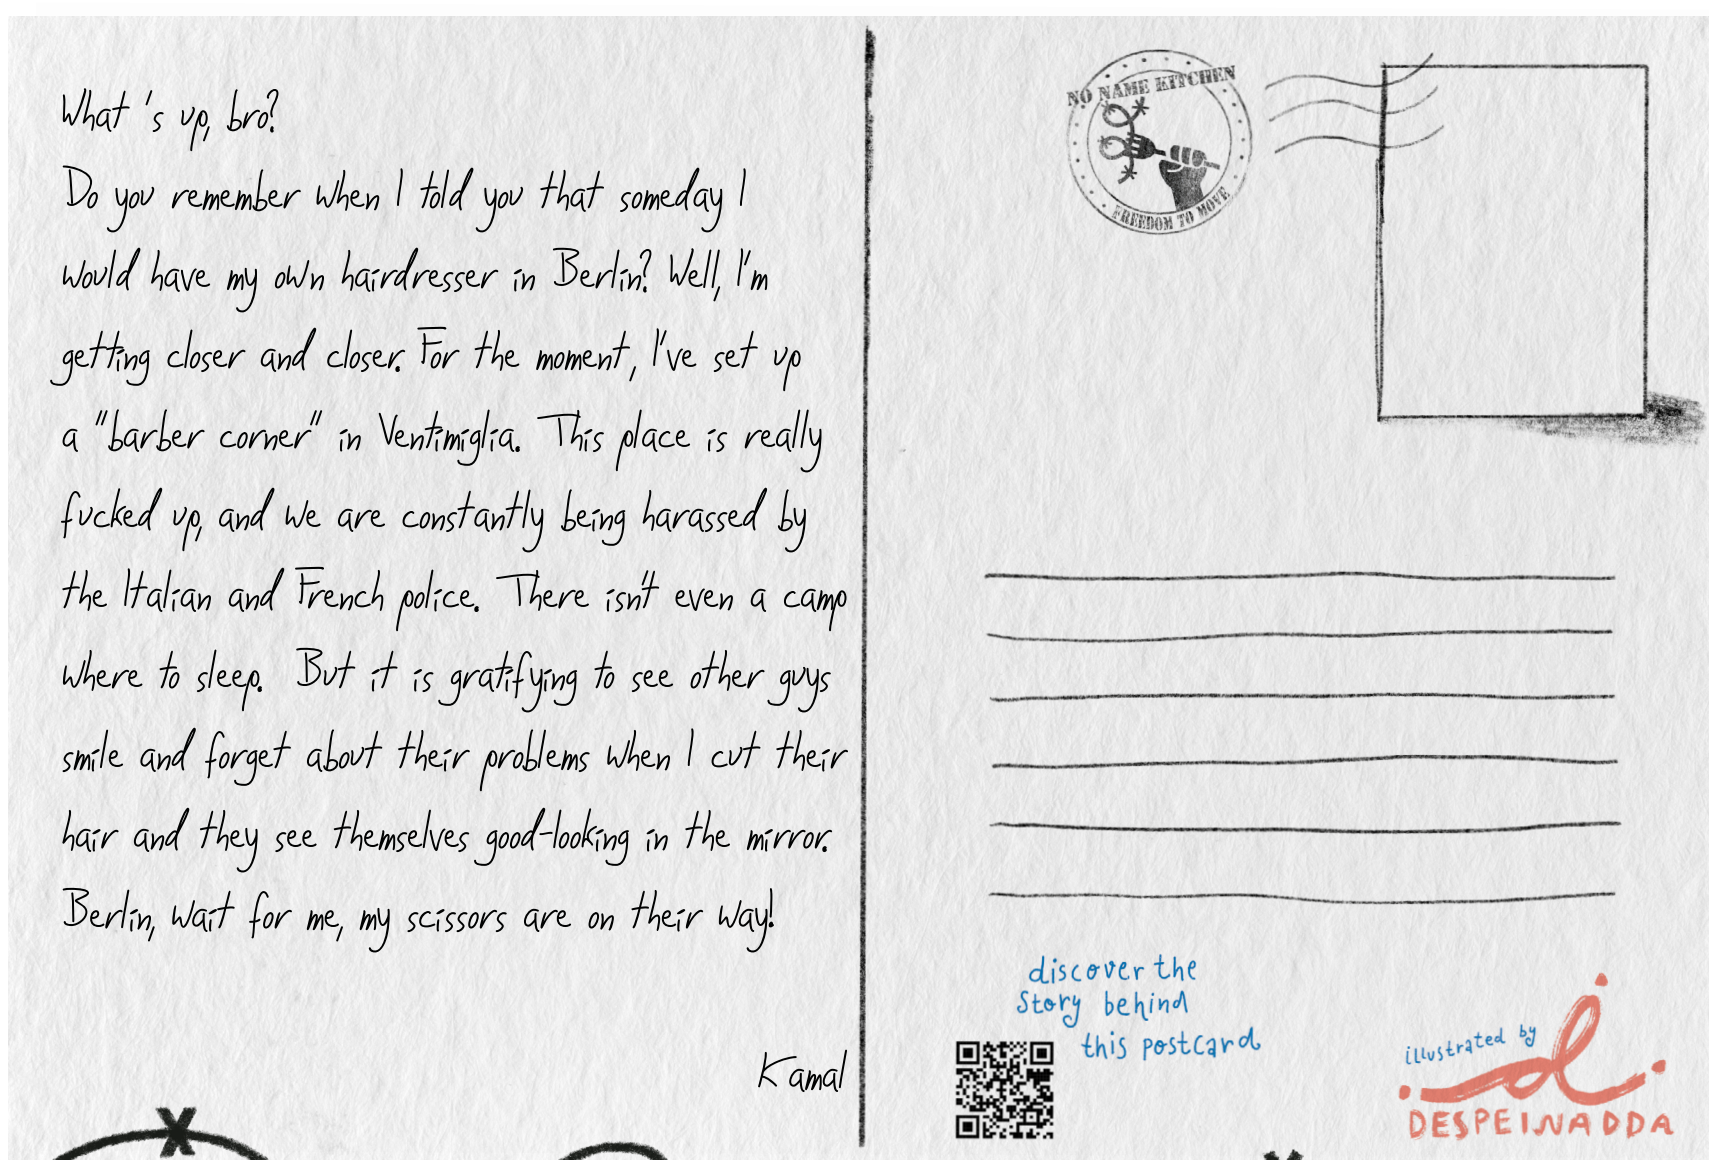 What 's up, bro?
Do you remember when I told you that someday I
would have my own hairdresser in Berlin? Well, I'm
getting closer and closer. For the moment, I've set up
a "barber corner" in Ventimiglia. This place is really
fucked up, and we are constantly being harassed by
the Italian and French police. There isn't even a camp
where to sleep. But it is gratifying to see other guys
smile and forget about their problems when I cut their
hair and they see themselves good-looking in the mirror.
Berlin, wait for me, my scissors are on their way!
Kamal
NO NAME KITCHEN
FREEDOM TO MOVE
discover the
story behind
this postcard
illustrated by
d
DESPEINADDA